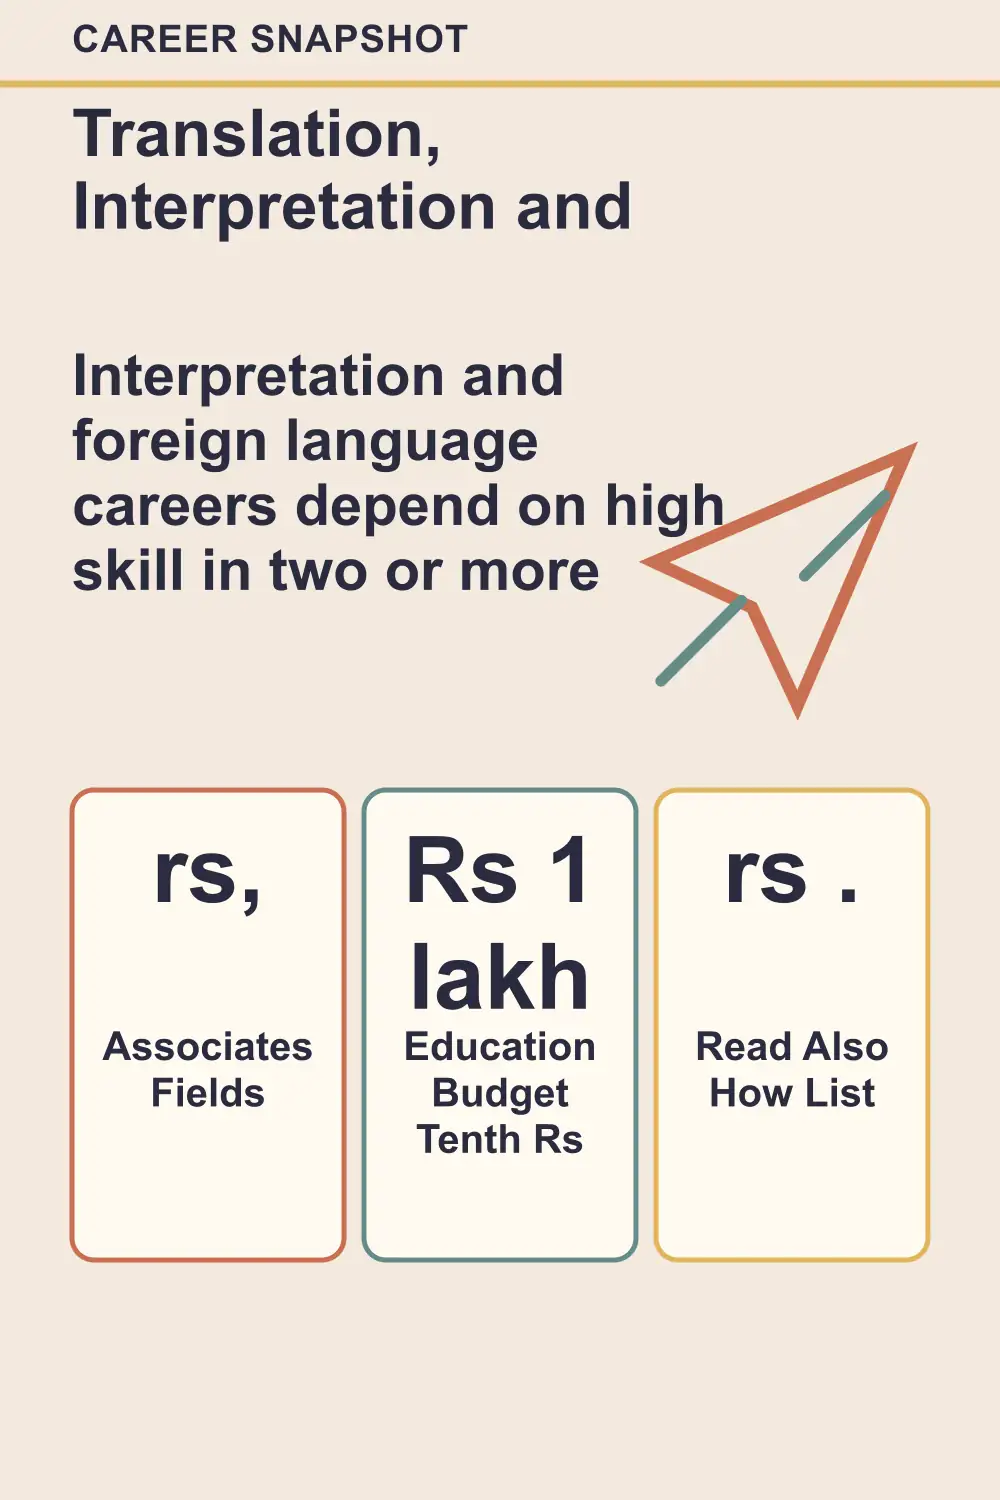 CAREER SNAPSHOT
Translation,
Interpretation and
Interpretation and
foreign language
careers depend on high
skill in two or more
rs,
Associates
Fields
Rs 1
lakh
Education
Budget
Tenth Rs
rs .
Read Also
How List